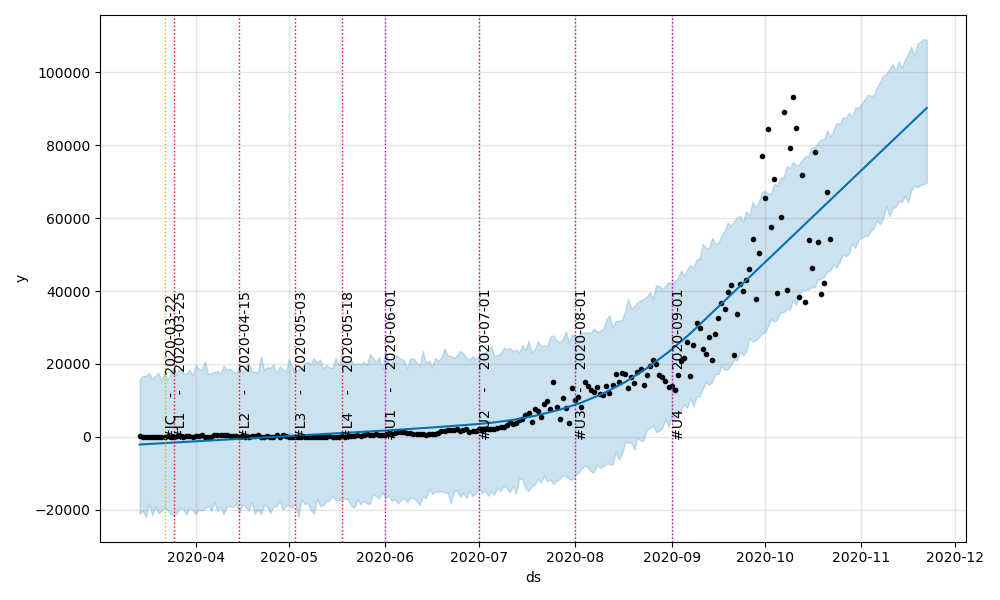 100000
80000
60000
40000
20000
0
−20000
y
#JC - 2020-03-22
#L1 - 2020-03-25
#L2 - 2020-04-15
#L3 - 2020-05-03
#L4 - 2020-05-18
#U1 - 2020-06-01
#U2 - 2020-07-01
#U3 - 2020-08-01
#U4 - 2020-09-01
2020-04
2020-05
2020-06
2020-07
2020-08
2020-09
2020-10
2020-11
2020-12
ds